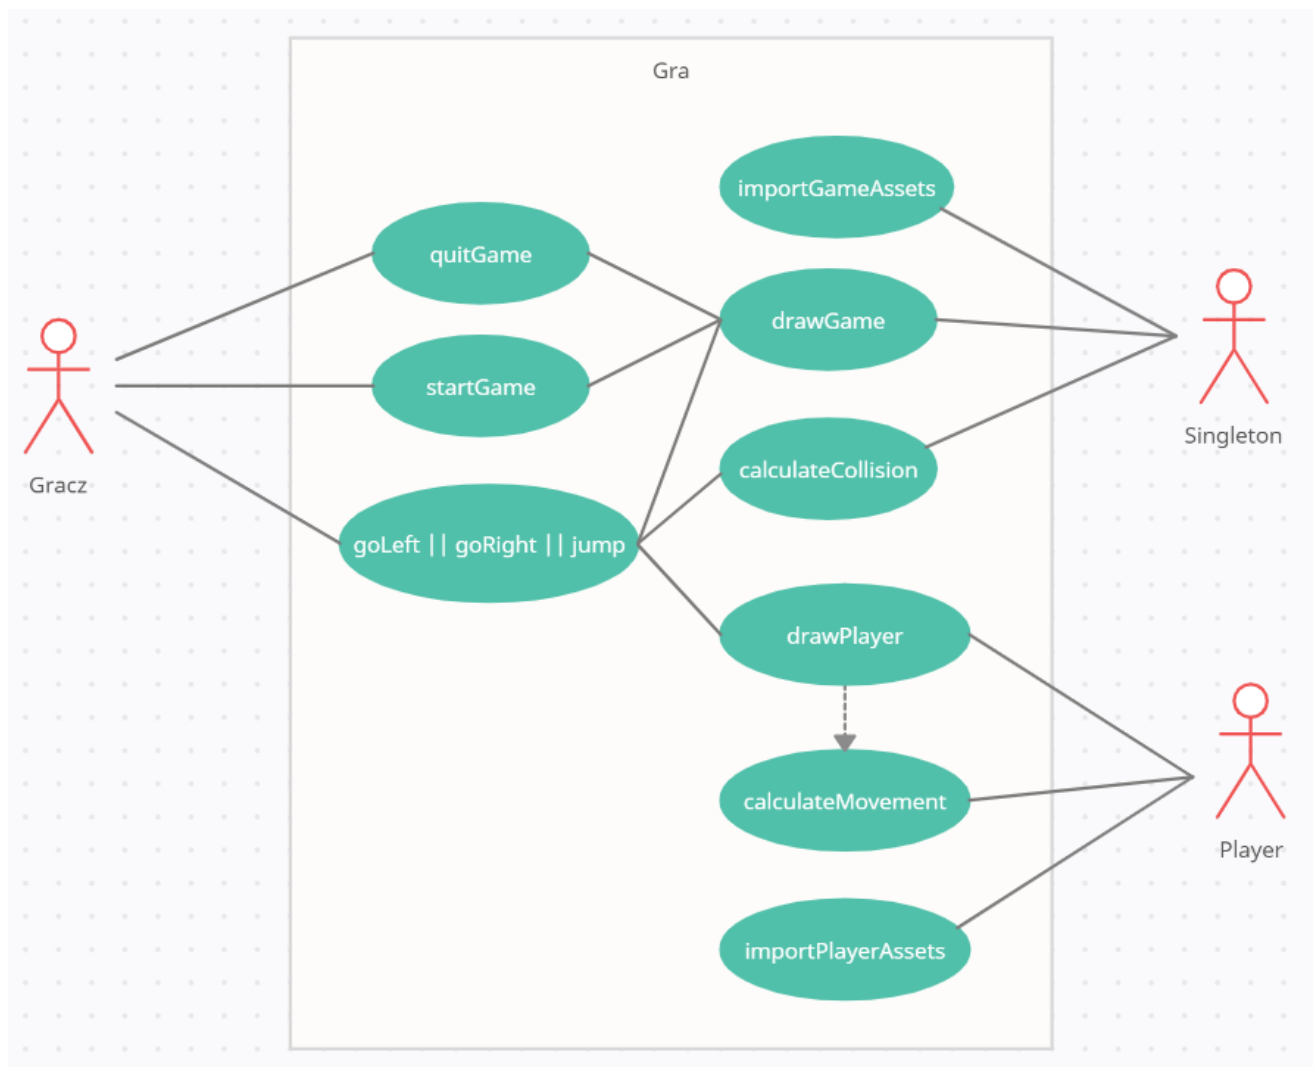 Gra
importGameAssets
quitGame
drawGame
startGame
Singleton
calculateCollision
Gracz
goLeft || goRight || jump
drawPlayer
calculateMovement
Player
importPlayerAssets